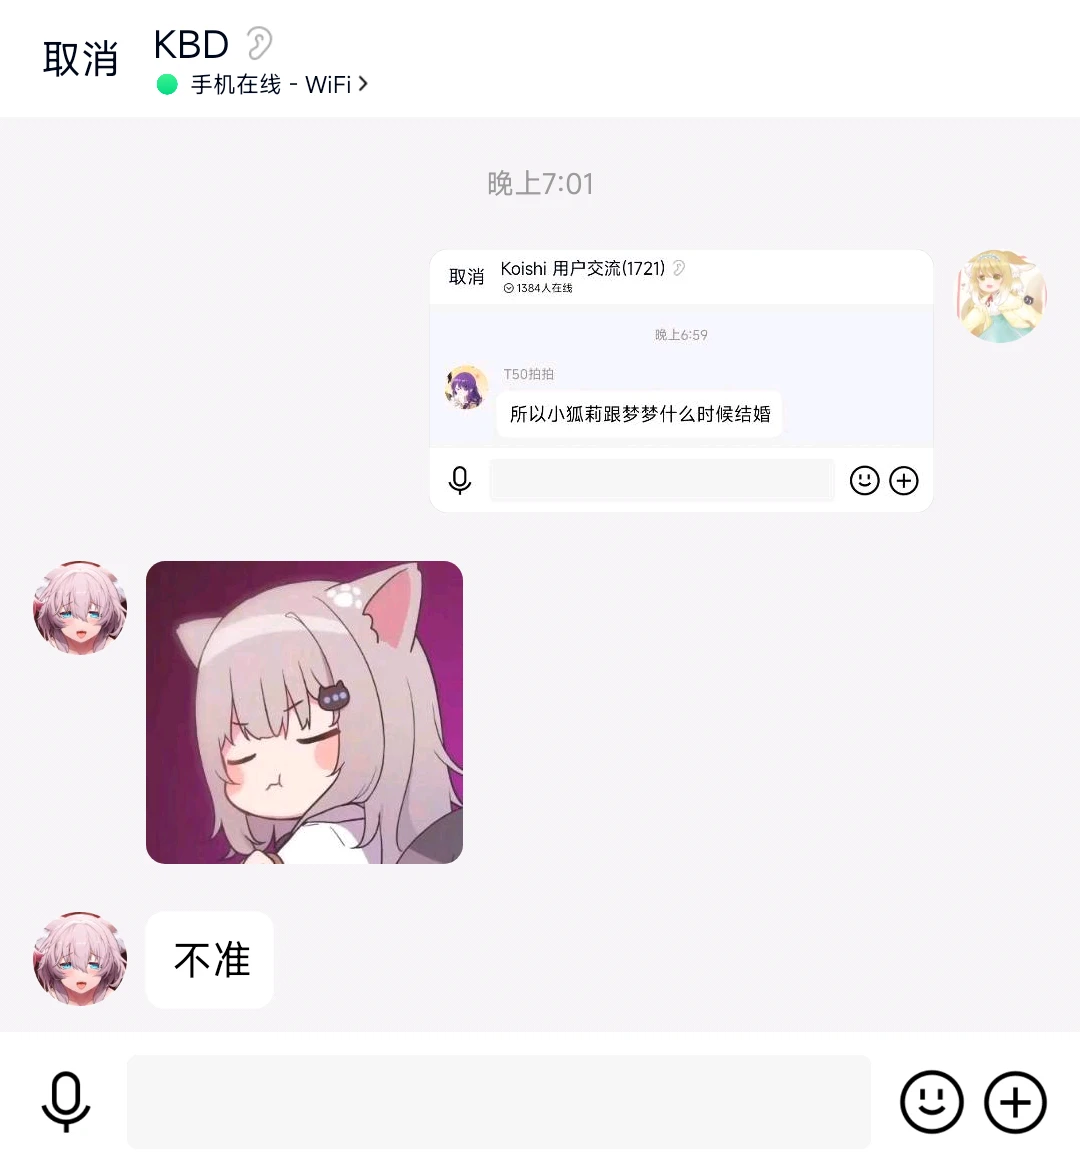 取消
KBD
手机在线 - WiFi
晚上7:01
取消
Koishi 用户交流(1721)
1384人在线
晚上6:59
T50拍拍
所以小狐莉跟梦梦什么时候结婚
不准